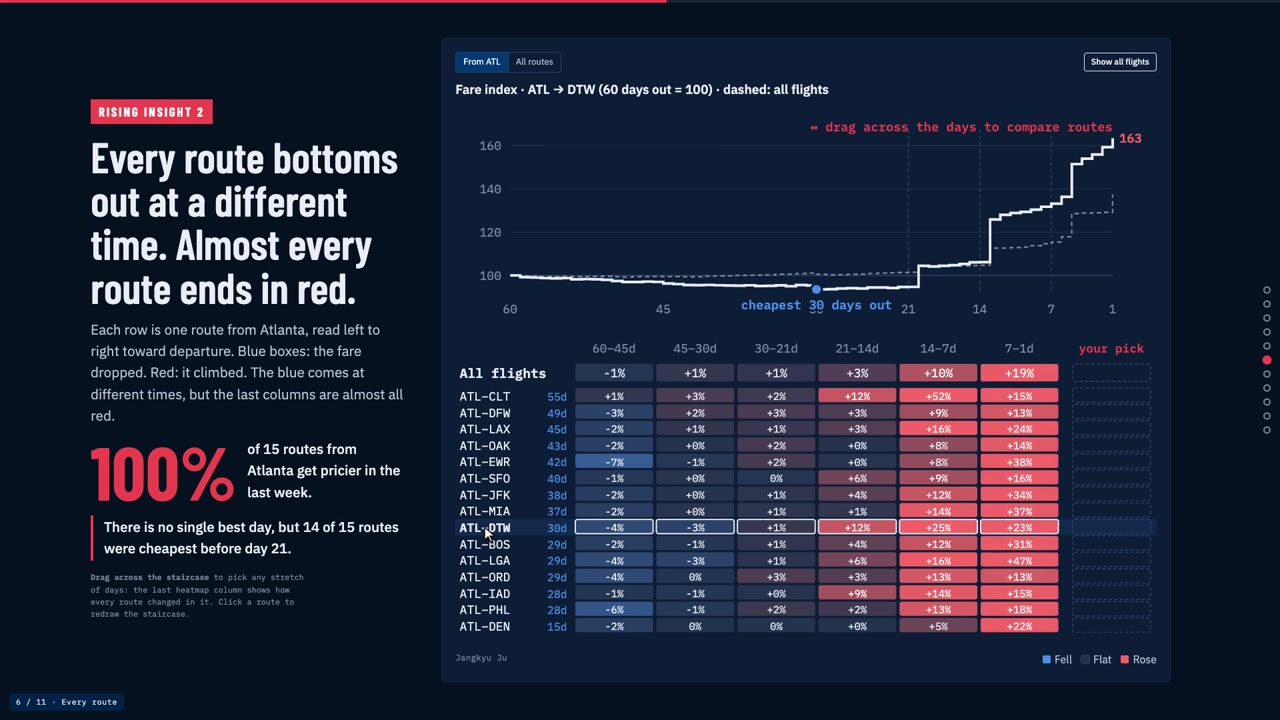 RISING INSIGHT 2
Every route bottoms
out at a different
time. Almost every
route ends in red.
Each row is one route from Atlanta, read left to
right toward departure. Blue boxes: the fare
dropped. Red: it climbed. The blue comes at
different times, but the last columns are almost all
red.
100%
of 15 routes from
Atlanta get pricier in the
last week.
There is no single best day, but 14 of 15 routes
were cheapest before day 21.
Drag across the staircase to pick any stretch
of days: the last heatmap column shows how
every route changed in it. Click a route to
redraw the staircase.
6 / 11 · Every route
From ATL All routes
Show all flights
Fare index · ATL → DTW (60 days out = 100) · dashed: all flights
↔ drag across the days to compare routes
163
160
140
120
100
cheapest 30 days out
60 45 30 21 14 7 1
60–45d 45–30d 30–21d 21–14d 14–7d 7–1d your pick
All flights -1% +1% +1% +3% +10% +19%
ATL–CLT 55d +1% +3% +2% +12% +52% +15%
ATL–DFW 49d -3% +2% +3% +3% +9% +13%
ATL–LAX 45d -2% +1% +1% +3% +16% +24%
ATL–OAK 43d -2% +0% +2% +0% +8% +14%
ATL–EWR 42d -7% -1% +2% +0% +8% +38%
ATL–SFO 40d -1% +0% 0% +6% +9% +16%
ATL–JFK 38d -2% +0% +1% +4% +12% +34%
ATL–MIA 37d -2% +0% +1% +1% +14% +37%
ATL–DTW 30d -4% -3% +1% +12% +25% +23%
ATL–BOS 29d -2% -1% +1% +4% +12% +31%
ATL–LGA 29d -4% -3% +1% +6% +16% +47%
ATL–ORD 29d -4% 0% +3% +3% +13% +13%
ATL–IAD 28d -1% -1% +0% +9% +14% +15%
ATL–PHL 28d -6% -1% +2% +2% +13% +18%
ATL–DEN 15d -2% 0% 0% +0% +5% +22%
Jangkyu Ju
Fell Flat Rose